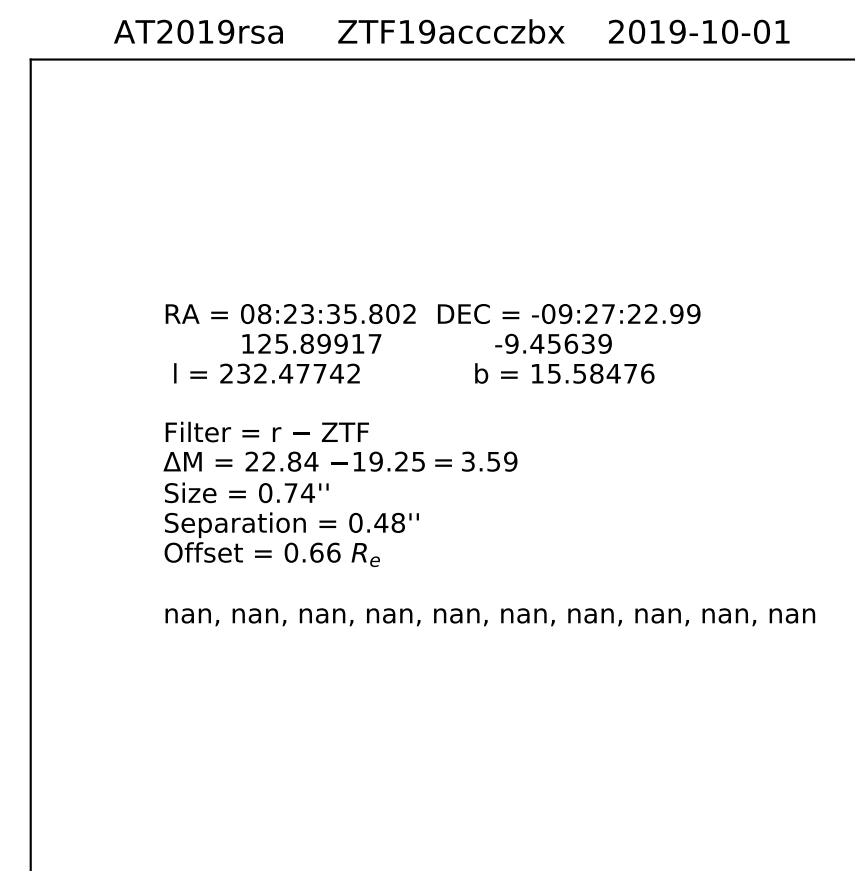 AT2019rsa ZTF19accczbx 2019-10-01
RA = 08:23:35.802 DEC = -09:27:22.99
125.89917 -9.45639
l = 232.47742 b = 15.58476
Filter = r − ZTF
ΔM = 22.84 −19.25 = 3.59
Size = 0.74''
Separation = 0.48''
Offset = 0.66 Rₑ
nan, nan, nan, nan, nan, nan, nan, nan, nan, nan